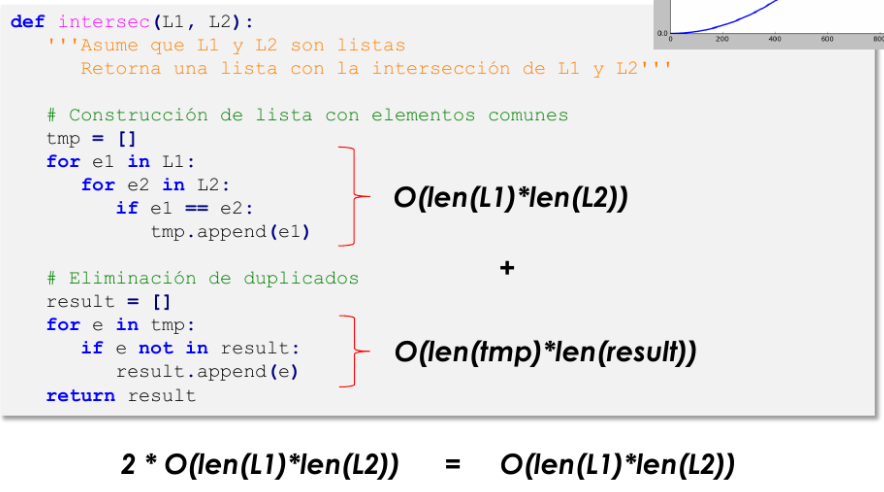 def intersec(L1, L2):
'''Asume que L1 y L2 son listas
Retorna una lista con la intersección de L1 y L2'''
# Construcción de lista con elementos comunes
tmp = []
for e1 in L1:
for e2 in L2:
if e1 == e2:
tmp.append(e1)
O(len(L1)*len(L2))
+
# Eliminación de duplicados
result = []
for e in tmp:
if e not in result:
result.append(e)
return result
O(len(tmp)*len(result))
2 * O(len(L1)*len(L2)) = O(len(L1)*len(L2))
0.0
0 200 400 600 800